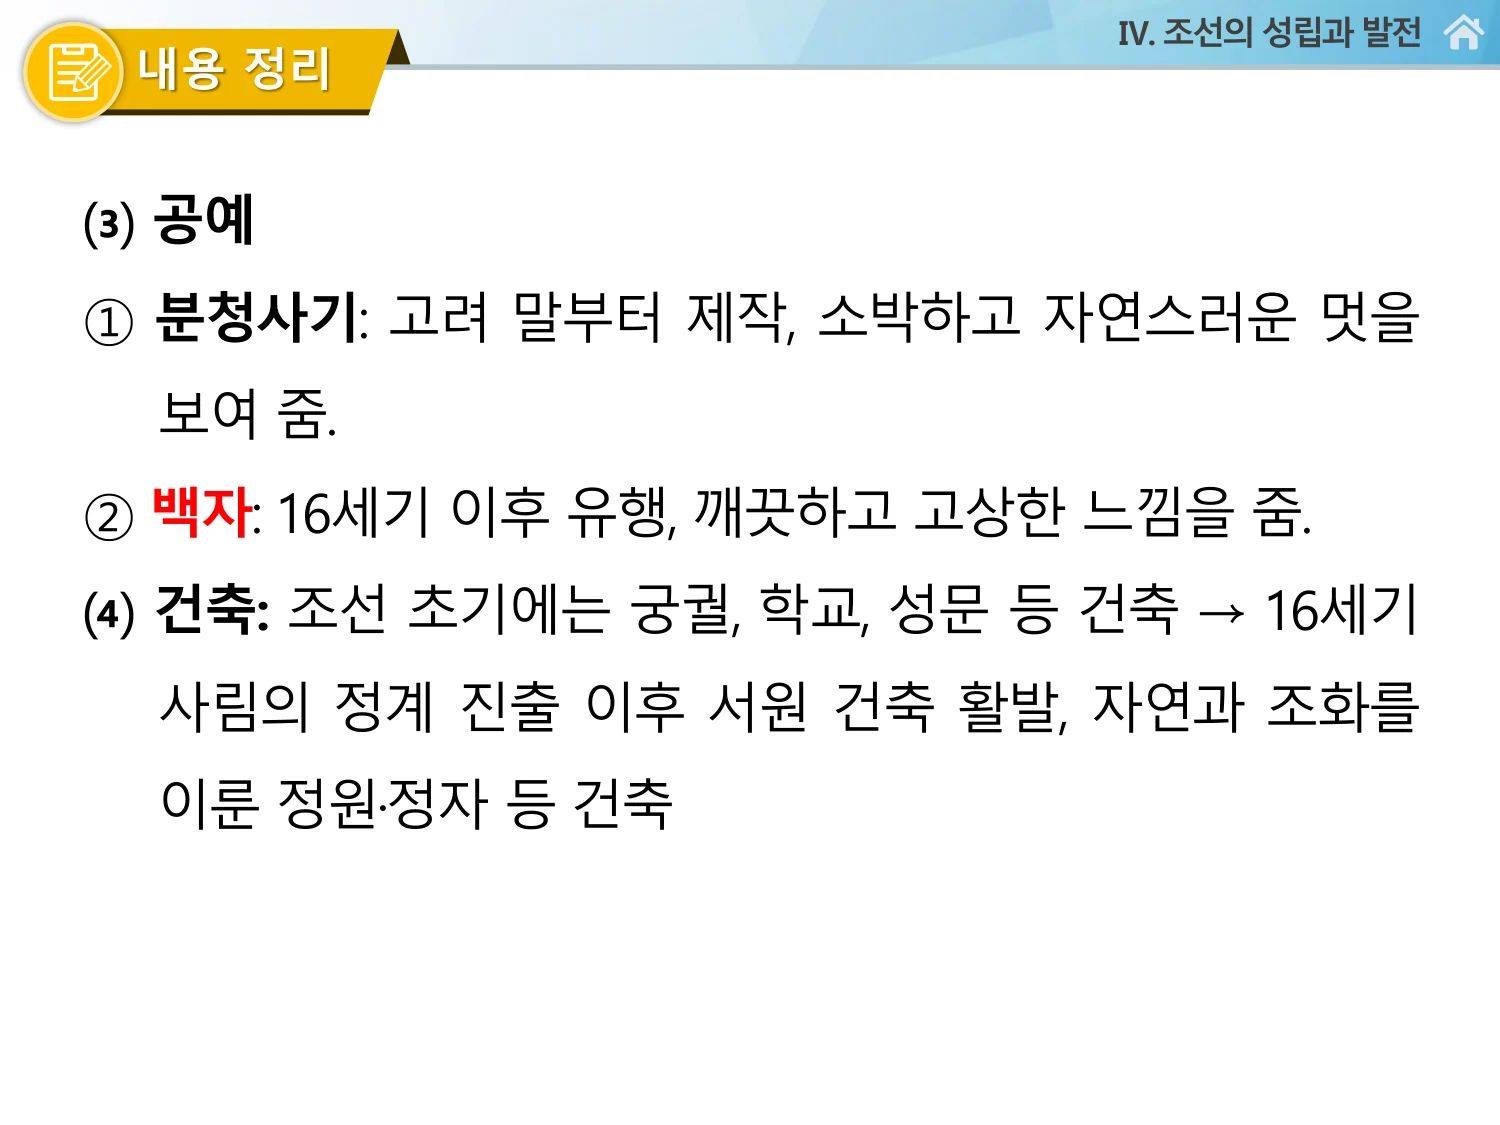 IV. 조선의 성립과 발전
내용 정리
(3) 공예
① 분청사기: 고려 말부터 제작, 소박하고 자연스러운 멋을
보여 줌.
② 백자: 16세기 이후 유행, 깨끗하고 고상한 느낌을 줌.
(4) 건축: 조선 초기에는 궁궐, 학교, 성문 등 건축 → 16세기
사림의 정계 진출 이후 서원 건축 활발, 자연과 조화를
이룬 정원·정자 등 건축